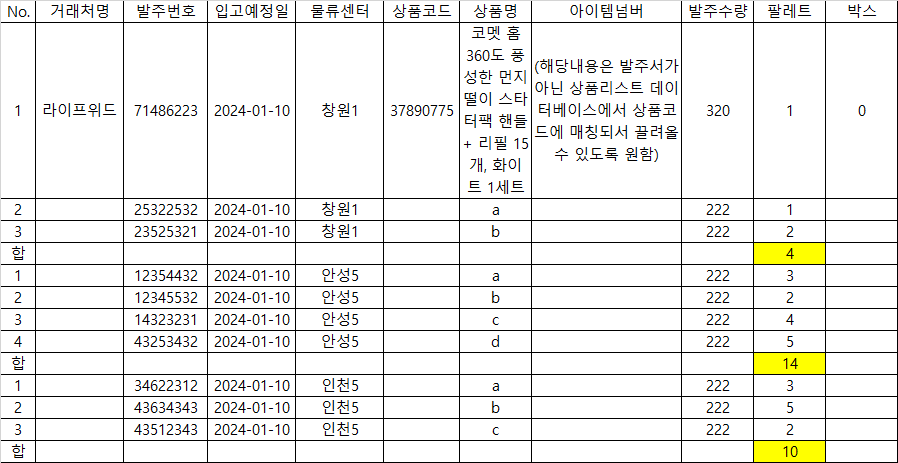 No. 거래처명 발주번호 입고예정일 물류센터 상품코드 상품명 아이템넘버 발주수량 팔레트 박스
1 라이프위드 71486223 2024-01-10 창원1 37890775
코멧 홈
360도 풍
성한 먼지
떨이 스타
터팩 핸들
+ 리필 15
개, 화이
트 1세트
(해당내용은 발주서가
아닌 상품리스트 데이
터베이스에서 상품코
드에 매칭되서 끌려올
수 있도록 원함)
320 1 0
2 25322532 2024-01-10 창원1 a 222 1
3 23525321 2024-01-10 창원1 b 222 2
합 4
1 12354432 2024-01-10 안성5 a 222 3
2 12345532 2024-01-10 안성5 b 222 2
3 14323231 2024-01-10 안성5 c 222 4
4 43253432 2024-01-10 안성5 d 222 5
합 14
1 34622312 2024-01-10 인천5 a 222 3
2 43634343 2024-01-10 인천5 b 222 5
3 43512343 2024-01-10 인천5 c 222 2
합 10